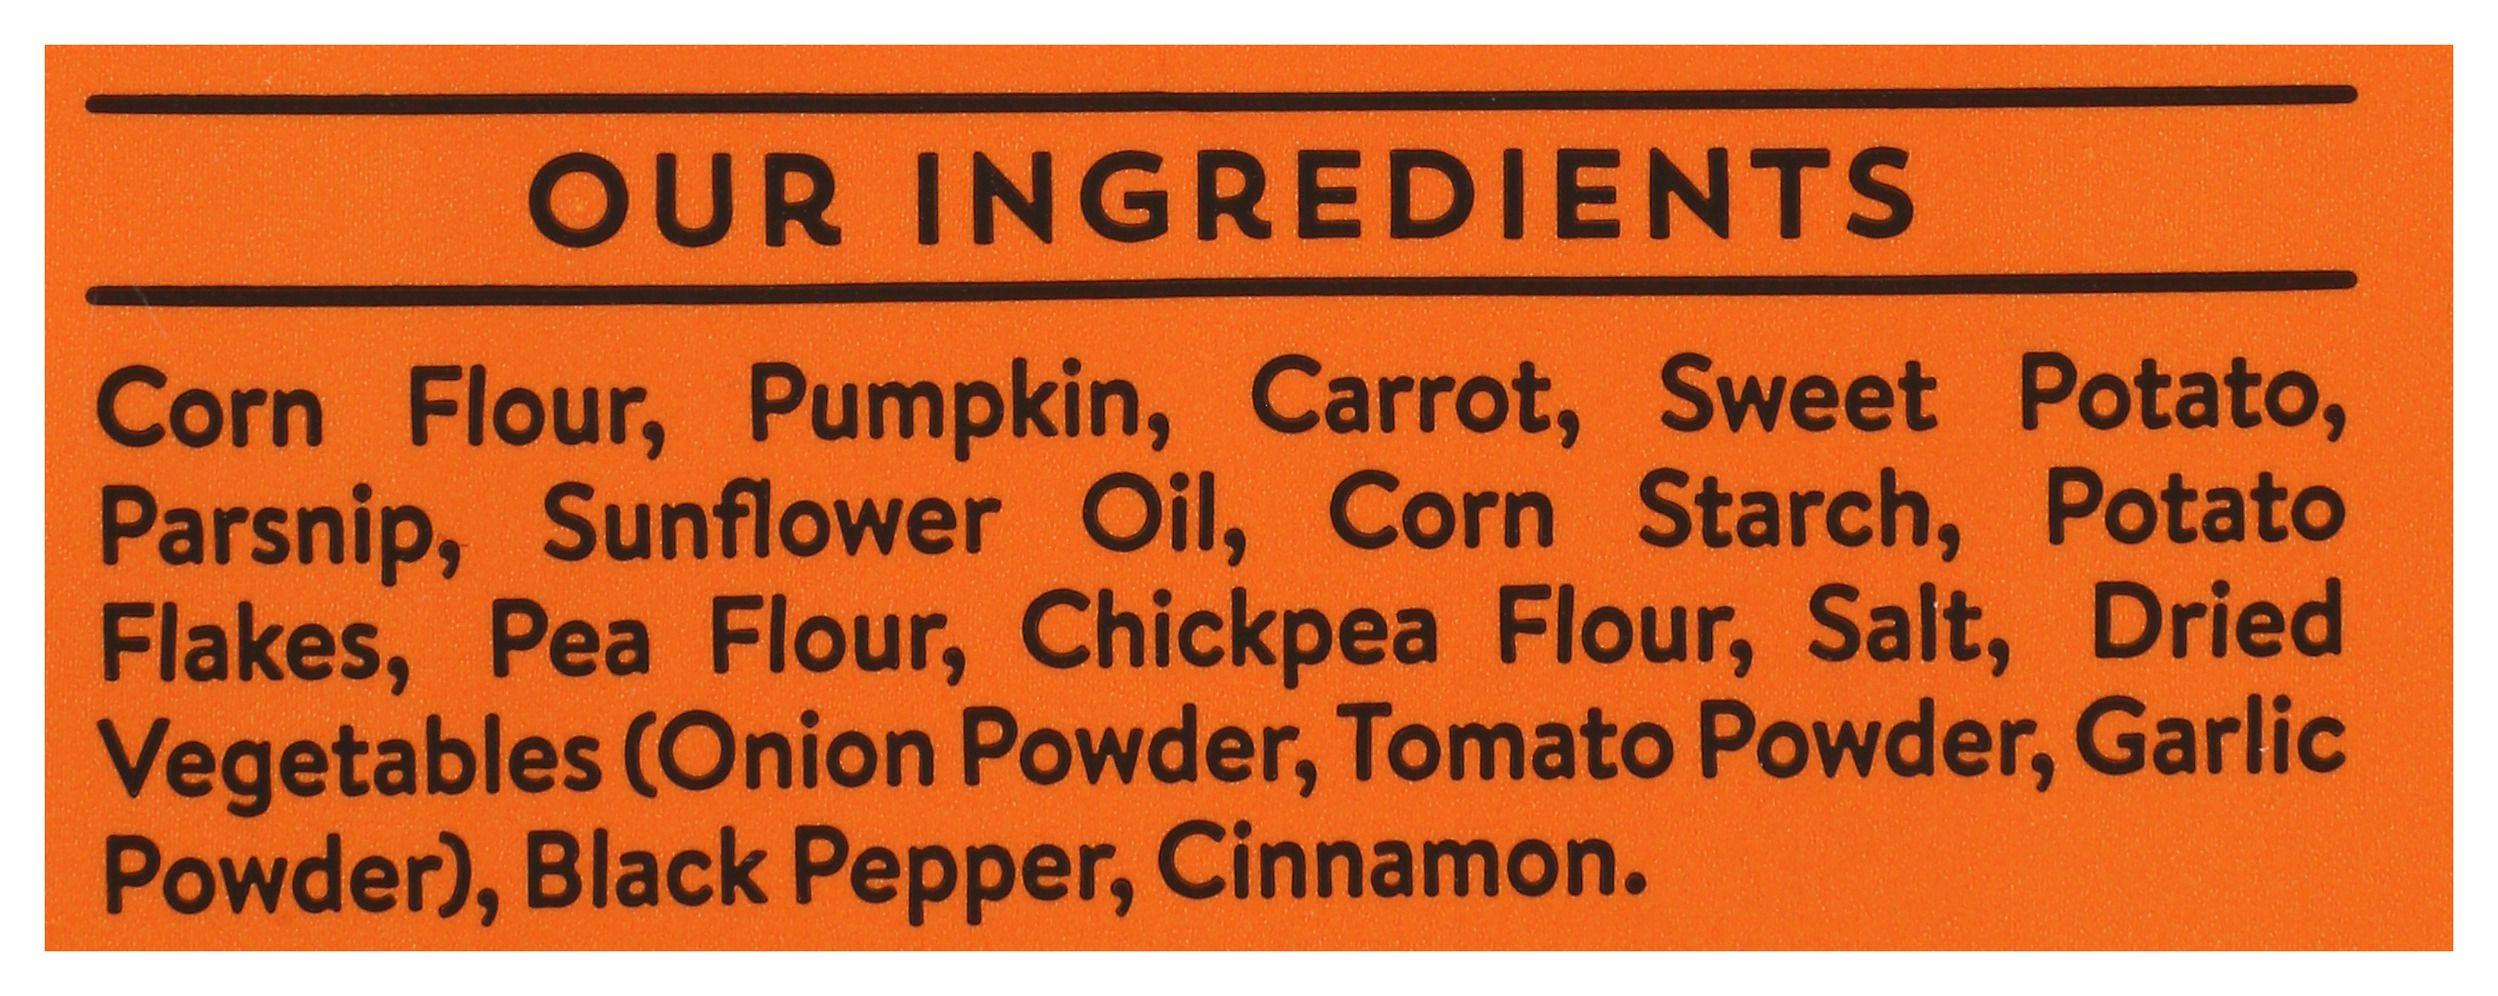 OUR INGREDIENTS
Corn Flour, Pumpkin, Carrot, Sweet Potato,
Parsnip, Sunflower Oil, Corn Starch, Potato
Flakes, Pea Flour, Chickpea Flour, Salt, Dried
Vegetables (Onion Powder, Tomato Powder, Garlic
Powder), Black Pepper, Cinnamon.